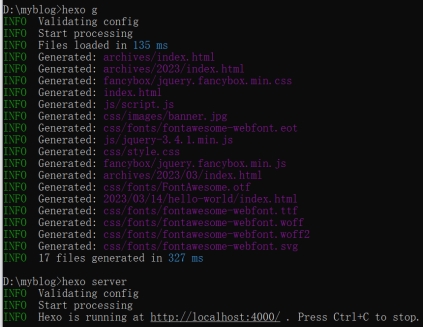 D:\myblog>hexo g
INFO  Validating config
INFO  Start processing
INFO  Files loaded in 135 ms
INFO  Generated: archives/index.html
INFO  Generated: archives/2023/index.html
INFO  Generated: fancybox/jquery.fancybox.min.css
INFO  Generated: index.html
INFO  Generated: js/script.js
INFO  Generated: css/images/banner.jpg
INFO  Generated: css/fonts/fontawesome-webfont.eot
INFO  Generated: js/jquery-3.4.1.min.js
INFO  Generated: css/style.css
INFO  Generated: fancybox/jquery.fancybox.min.js
INFO  Generated: archives/2023/03/index.html
INFO  Generated: css/fonts/FontAwesome.otf
INFO  Generated: 2023/03/14/hello-world/index.html
INFO  Generated: css/fonts/fontawesome-webfont.ttf
INFO  Generated: css/fonts/fontawesome-webfont.woff
INFO  Generated: css/fonts/fontawesome-webfont.woff2
INFO  Generated: css/fonts/fontawesome-webfont.svg
INFO  17 files generated in 327 ms
D:\myblog>hexo server
INFO  Validating config
INFO  Start processing
INFO  Hexo is running at http://localhost:4000/ . Press Ctrl+C to stop.